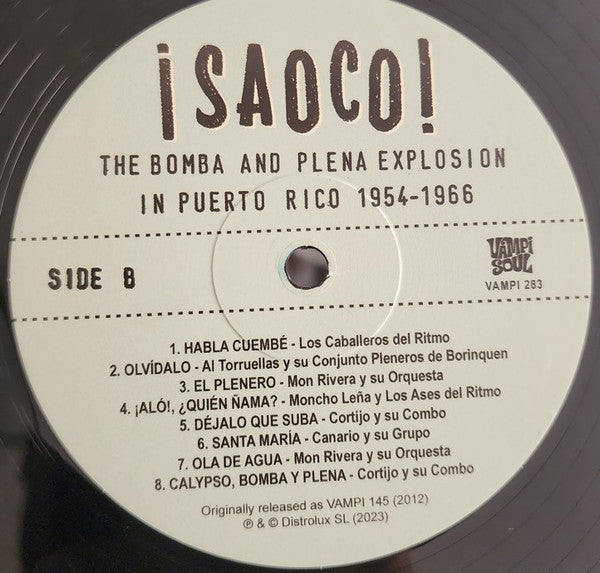 ¡SAOCO!
THE BOMBA AND PLENA EXPLOSION
IN PUERTO RICO 1954-1966
SIDE B
VAMPI
SOUL
VAMPI 283
1. HABLA CUEMBÉ - Los Caballeros del Ritmo
2. OLVÍDALO - Al Torruellas y su Conjunto Pleneros de Borinquen
3. EL PLENERO - Mon Rivera y su Orquesta
4. ¡ALÓ!, ¿QUIÉN ÑAMA? - Moncho Leña y Los Ases del Ritmo
5. DÉJALO QUE SUBA - Cortijo y su Combo
6. SANTA MARÍA - Canario y su Grupo
7. OLA DE AGUA - Mon Rivera y su Orquesta
8. CALYPSO, BOMBA Y PLENA - Cortijo y su Combo
Originally released as VAMPI 145 (2012)
℗ & © Distrolux SL (2023)